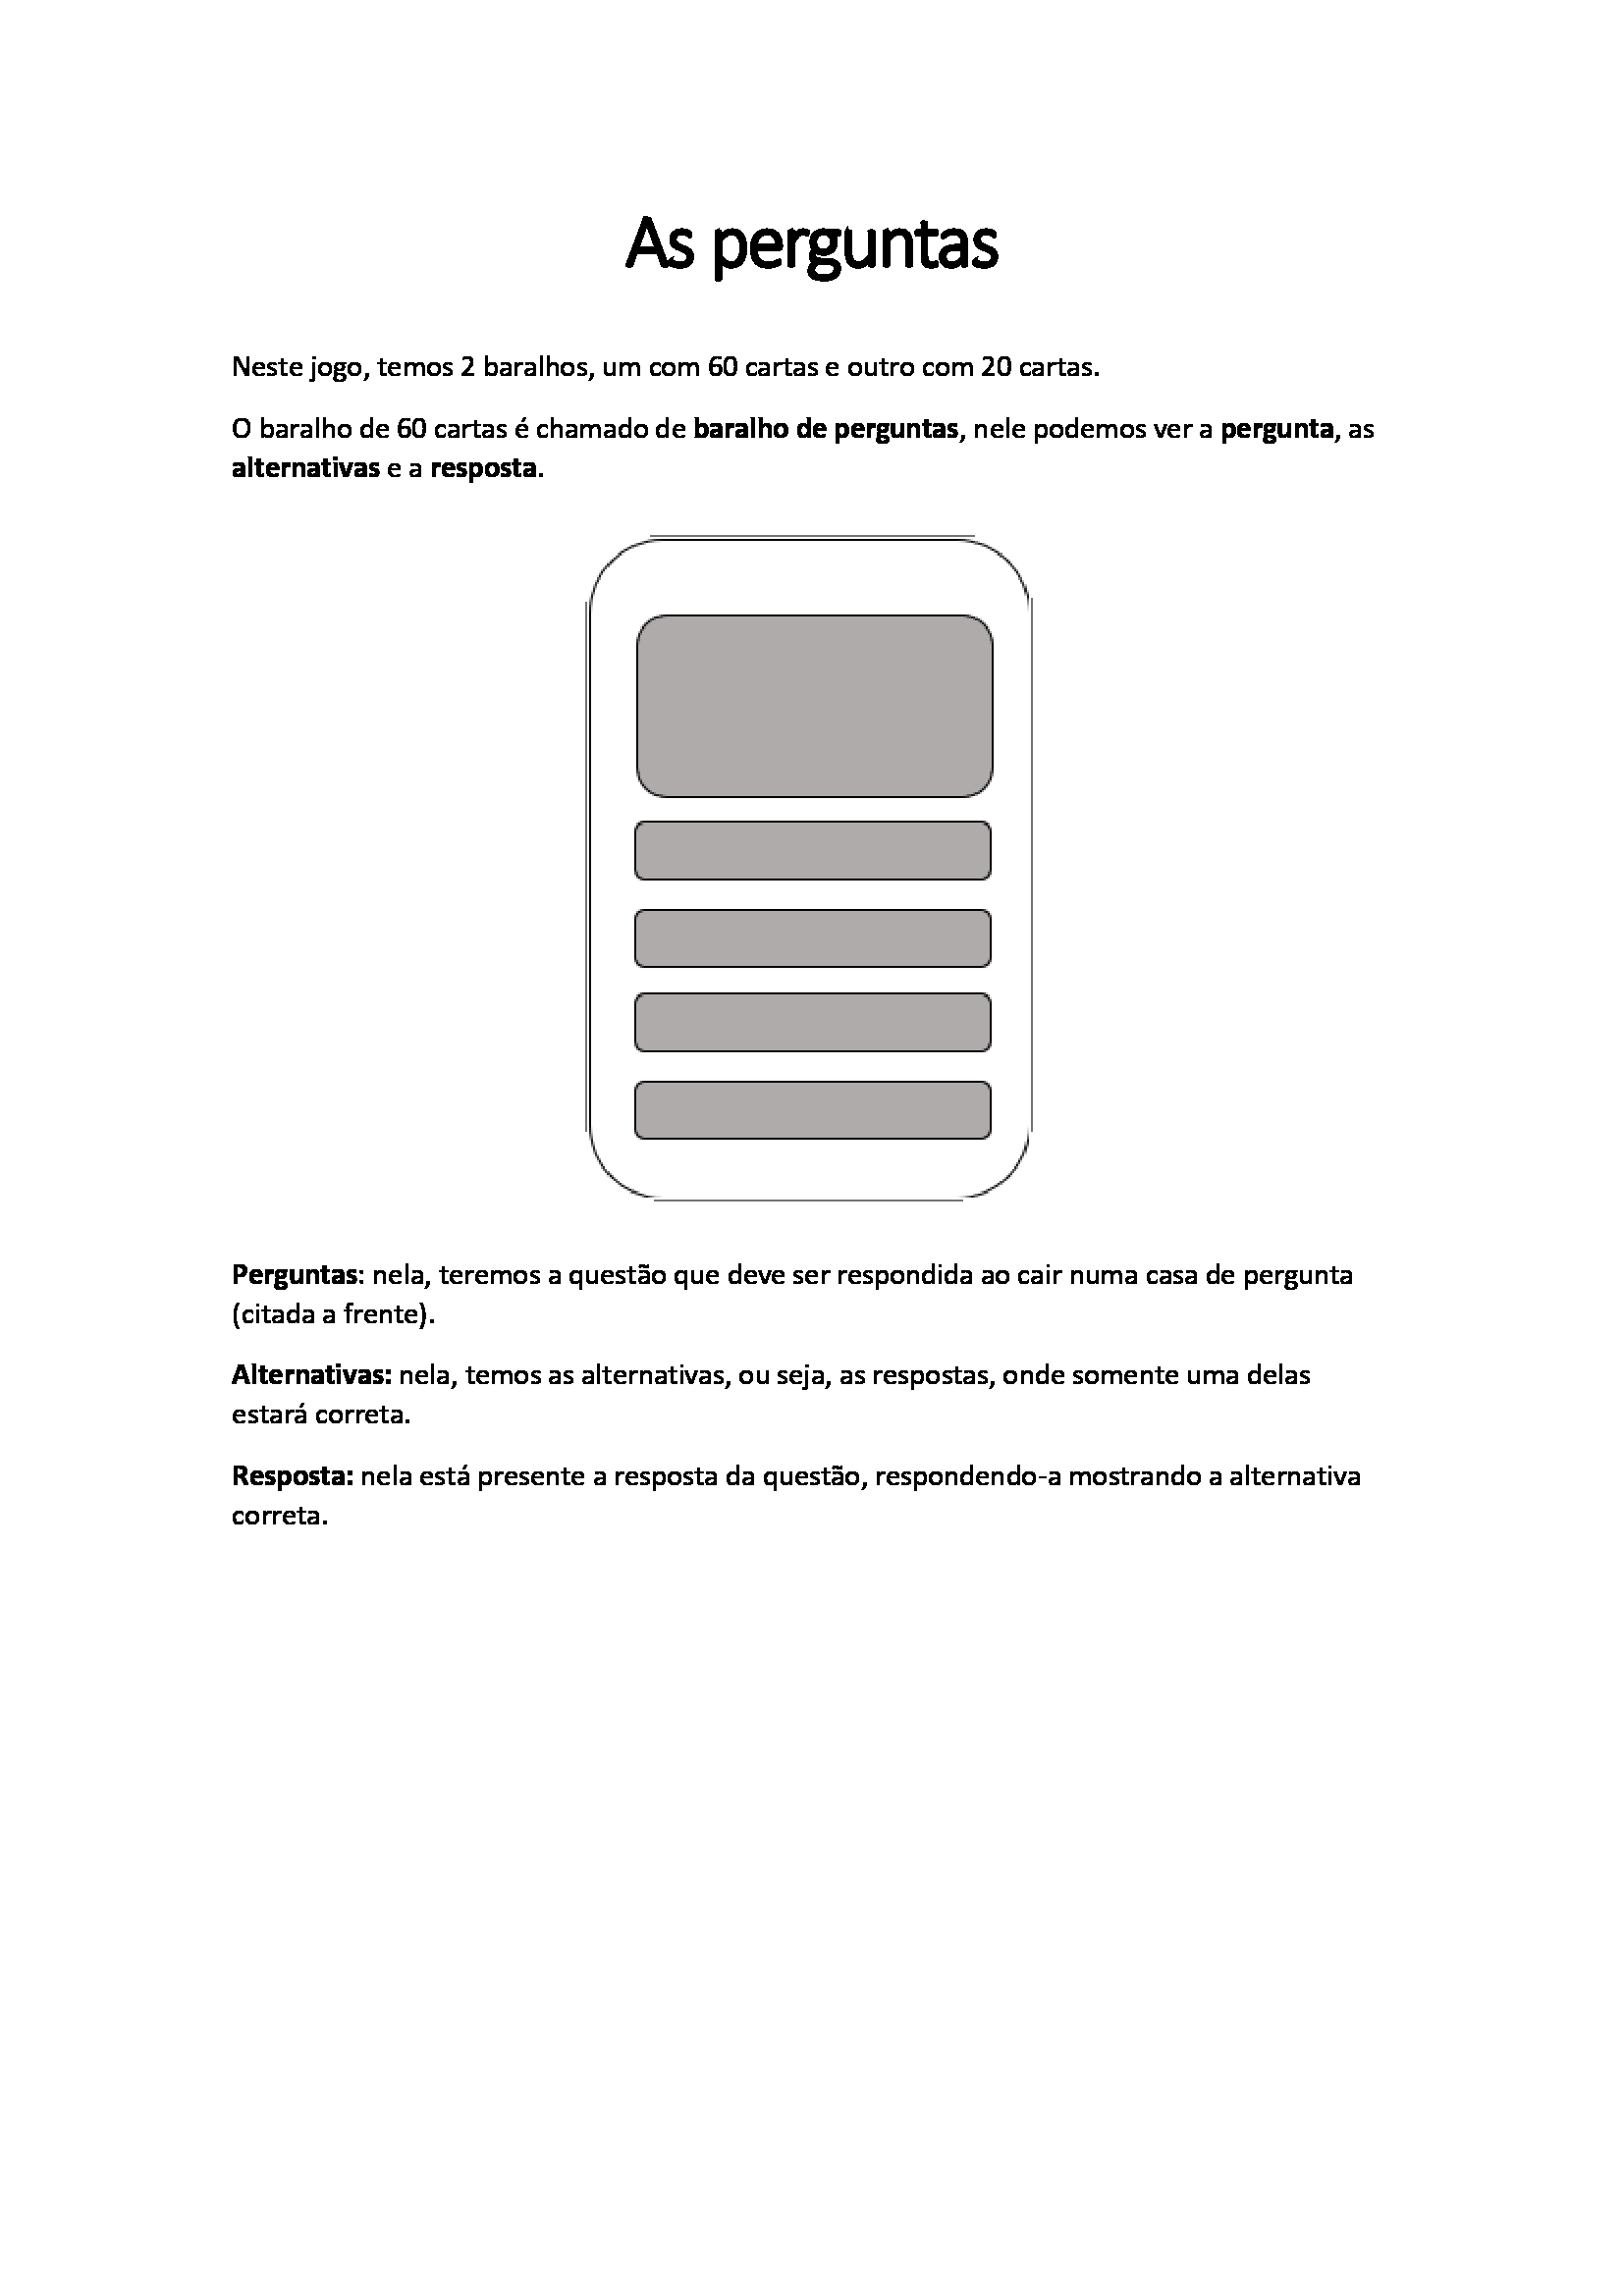 As perguntas
Neste jogo, temos 2 baralhos, um com 60 cartas e outro com 20 cartas.
O baralho de 60 cartas é chamado de baralho de perguntas, nele podemos ver a pergunta, as
alternativas e a resposta.
Perguntas: nela, teremos a questão que deve ser respondida ao cair numa casa de pergunta
(citada a frente).
Alternativas: nela, temos as alternativas, ou seja, as respostas, onde somente uma delas
estará correta.
Resposta: nela está presente a resposta da questão, respondendo-a mostrando a alternativa
correta.